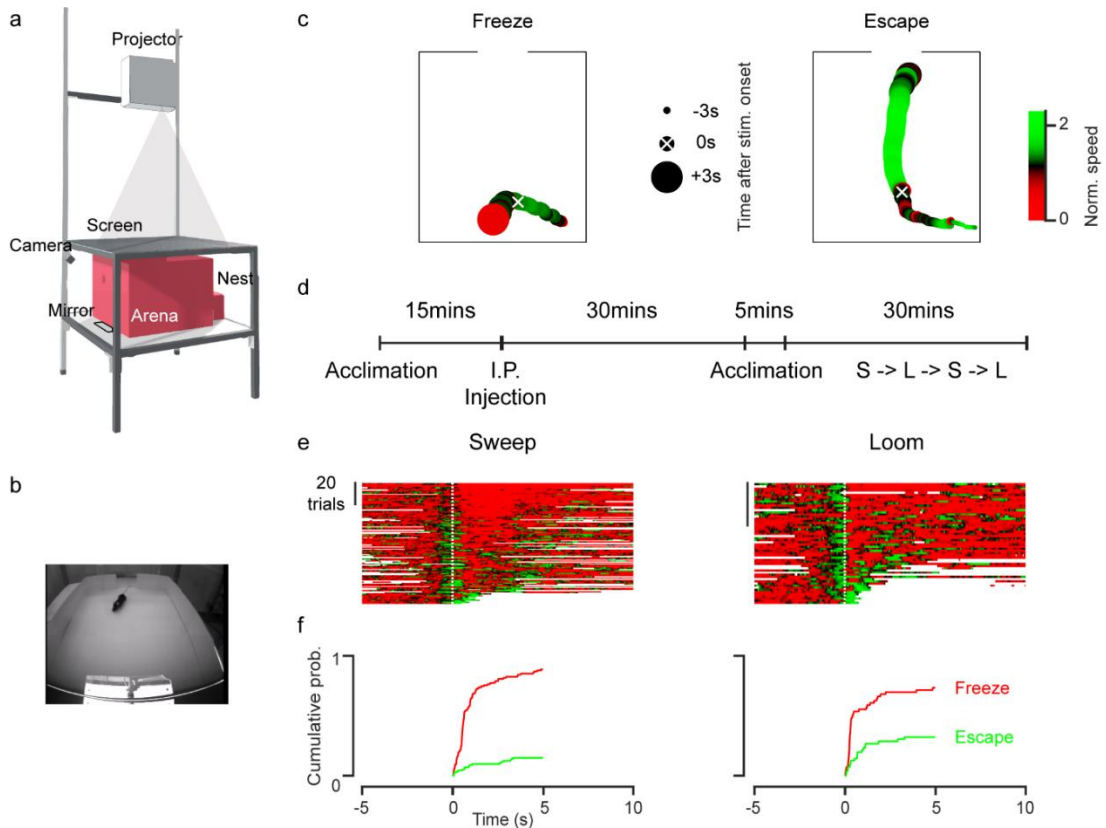 a
Projector
Screen
Camera
Nest
Mirror
Arena
b
c
Freeze
Escape
-3s
0s
+3s
Time after stim. onset
2
0
Norm. speed
d
15mins
30mins
5mins
30mins
Acclimation
I.P.
Injection
Acclimation
S -> L -> S -> L
e
Sweep
Loom
20
trials
f
1
0
Cumulative prob.
Freeze
Escape
-5
0
5
10
Time (s)
-5
0
5
10